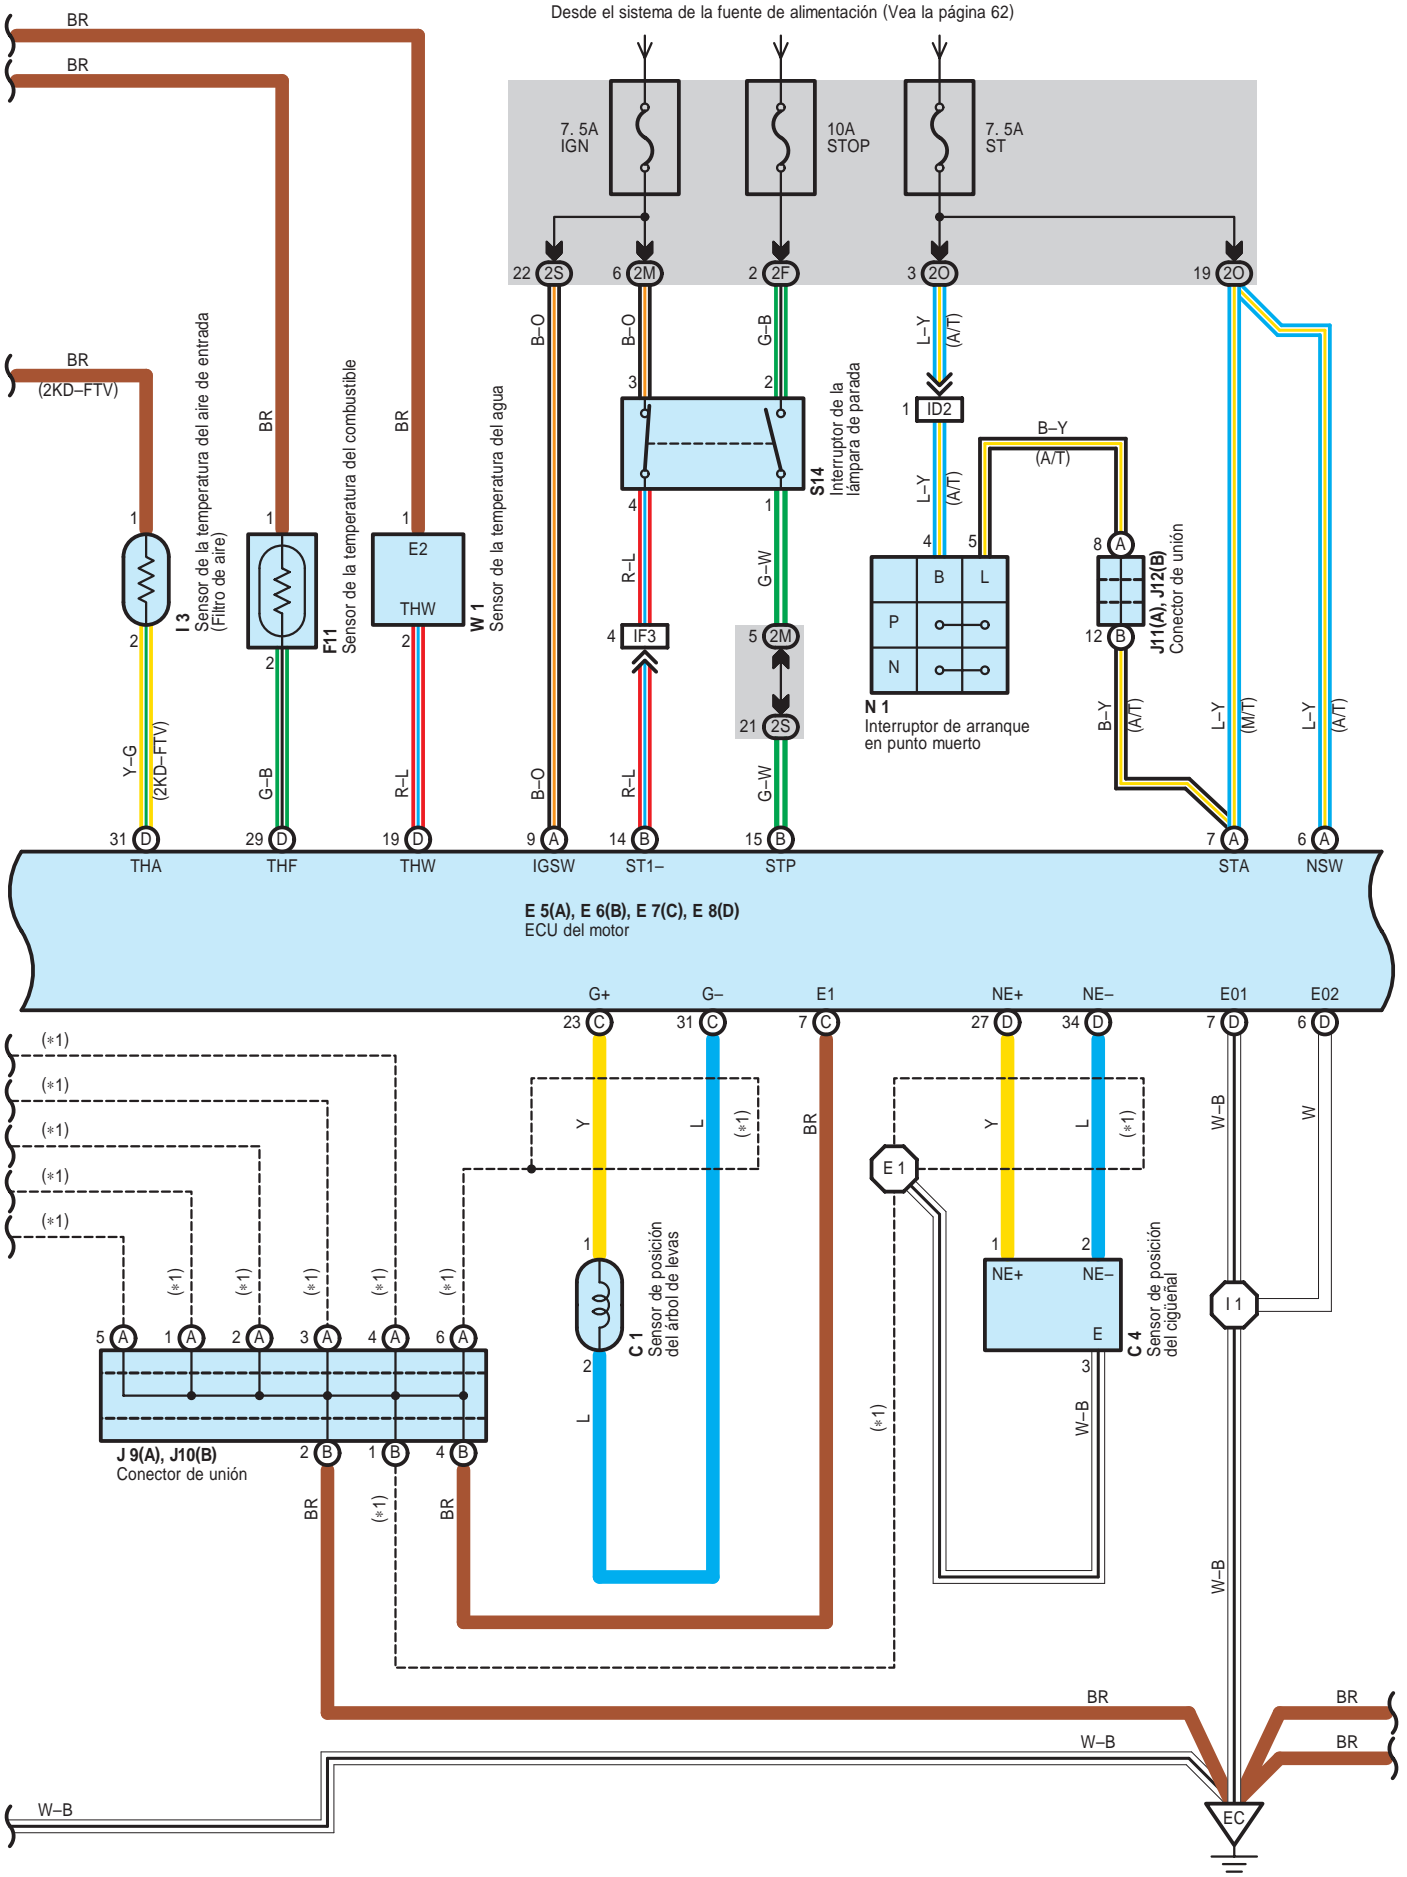 Desde el sistema de la fuente de alimentación (Vea la página 62)
BR
BR
7. 5A
IGN
10A
STOP
7. 5A
ST
22 2S
6 2M
2 2F
3 2O
19 2O
BR
(2KD–FTV)
BR
BR
B–O
B–O
G–B
L–Y
(A/T)
3
2
1 ID2
B–Y
(A/T)
S14
Interruptor de la
lámpara de parada
4
1
L–Y
(A/T)
1
1
1
I 3
Sensor de la temperatura del aire de entrada
(Filtro de aire)
F11
Sensor de la temperatura del combustible
E2
THW
W 1
Sensor de la temperatura del agua
2
2
2
R–L
G–W
4 IF3
5 2M
21 2S
4
5
B
L
P
N
N 1
Interruptor de arranque
en punto muerto
8 A
12 B
J11(A), J12(B)
Conector de unión
Y–G
(2KD–FTV)
G–B
R–L
B–O
R–L
G–W
B–Y
(A/T)
L–Y
(M/T)
L–Y
(A/T)
31 D
29 D
19 D
9 A
14 B
15 B
7 A
6 A
THA
THF
THW
IGSW
ST1–
STP
STA
NSW
E 5(A), E 6(B), E 7(C), E 8(D)
ECU del motor
G+
G–
E1
NE+
NE–
E01
E02
23 C
31 C
7 C
27 D
34 D
7 D
6 D
(∗1)
(∗1)
(∗1)
(∗1)
(∗1)
Y
L
(∗1)
BR
Y
L
(∗1)
W–B
W
E 1
1
C 1
Sensor de posición
del árbol de levas
2
1
2
NE+
NE–
E
C 4
Sensor de posición
del cigüeñal
3
I 1
(∗1)
(∗1)
(∗1)
(∗1)
(∗1)
5 A
1 A
2 A
3 A
4 A
6 A
J 9(A), J10(B)
Conector de unión
2 B
1 B
4 B
L
(∗1)
W–B
BR
(∗1)
BR
W–B
BR
BR
W–B
BR
W–B
EC